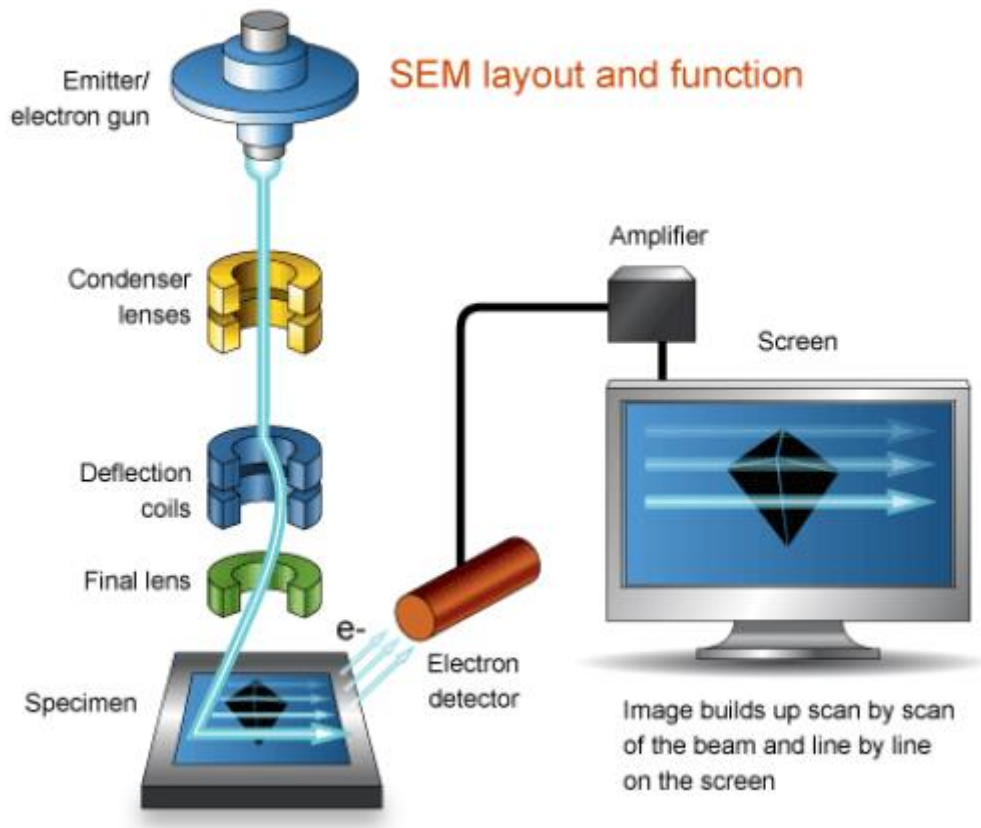 SEM layout and function
Emitter/
electron gun
Condenser
lenses
Amplifier
Screen
Deflection
coils
Final lens
e-
Electron
detector
Specimen
Image builds up scan by scan
of the beam and line by line
on the screen